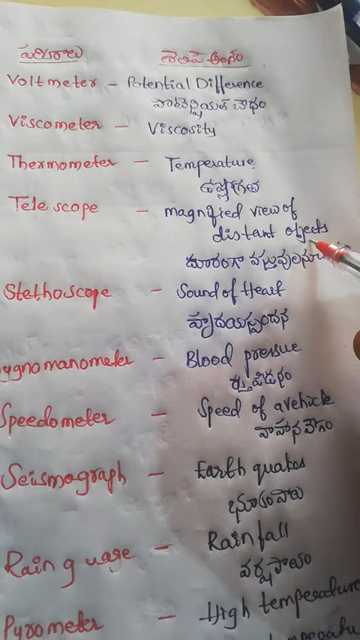 పరికరాలు కొలిచే అంశం
Voltmeter - Potential Difference
పొటెన్షియల్ భేదం
Viscometer - Viscosity
Thermometer - Temperature
ఉష్ణోగ్రత
Telescope - magnified view of
distant objects
దూరంగా వస్తువులను
Stethoscope - Sound of Heart
హృదయస్పందన
ygnomanometer - Blood pressure
రక్తపీడనం
Speedometer - Speed of a vehicle
వాహన వేగం
Seismograph - Earth quakes
భూకంపాలు
Rain guage - Rainfall
వర్షపాతం
Pyrometer - High temperature